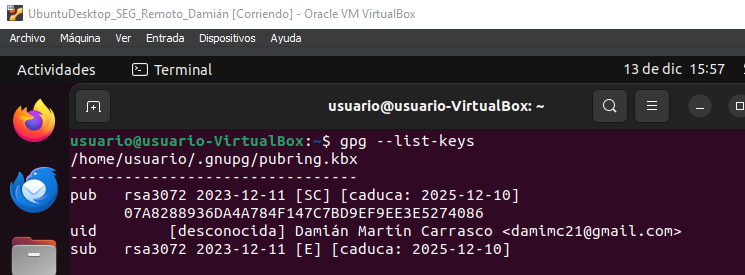 UbuntuDesktop_SEG_Remoto_Damián [Corriendo] - Oracle VM VirtualBox
Archivo Máquina Ver Entrada Dispositivos Ayuda
Actividades Terminal 13 de dic 15:57
usuario@usuario-VirtualBox: ~
usuario@usuario-VirtualBox:~$ gpg --list-keys
/home/usuario/.gnupg/pubring.kbx
--------------------------------
pub rsa3072 2023-12-11 [SC] [caduca: 2025-12-10]
07A8288936DA4A784F147C7BD9EF9EE3E5274086
uid [desconocida] Damián Martín Carrasco <damimc21@gmail.com>
sub rsa3072 2023-12-11 [E] [caduca: 2025-12-10]